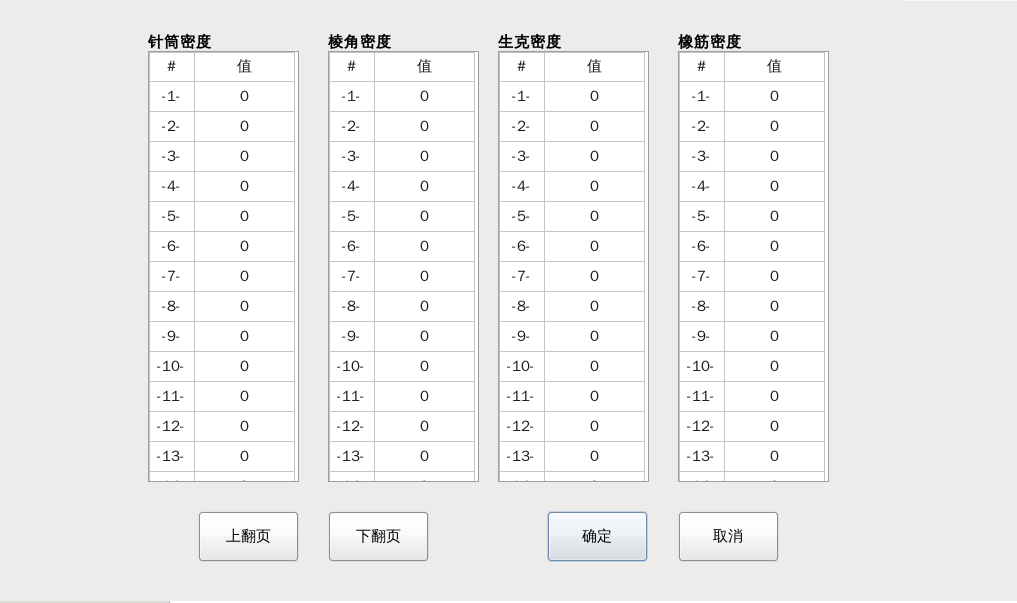 针筒密度 棱角密度 生克密度 橡筋密度
# 值 # 值 # 值 # 值
-1- 0 -1- 0 -1- 0 -1- 0
-2- 0 -2- 0 -2- 0 -2- 0
-3- 0 -3- 0 -3- 0 -3- 0
-4- 0 -4- 0 -4- 0 -4- 0
-5- 0 -5- 0 -5- 0 -5- 0
-6- 0 -6- 0 -6- 0 -6- 0
-7- 0 -7- 0 -7- 0 -7- 0
-8- 0 -8- 0 -8- 0 -8- 0
-9- 0 -9- 0 -9- 0 -9- 0
-10- 0 -10- 0 -10- 0 -10- 0
-11- 0 -11- 0 -11- 0 -11- 0
-12- 0 -12- 0 -12- 0 -12- 0
-13- 0 -13- 0 -13- 0 -13- 0
上翻页 下翻页 确定 取消